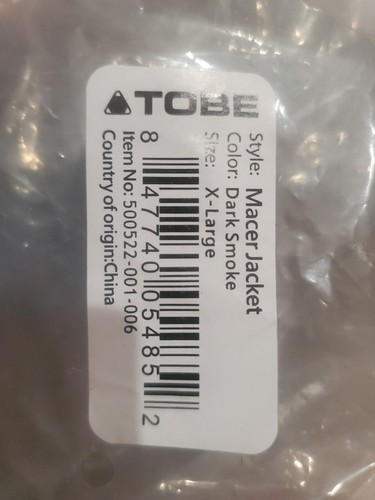 TOBE
Style: Macer Jacket
Color: Dark Smoke
Size: X-Large
8 47740 05485 2
Item No: 500522-001-006
Country of origin:China